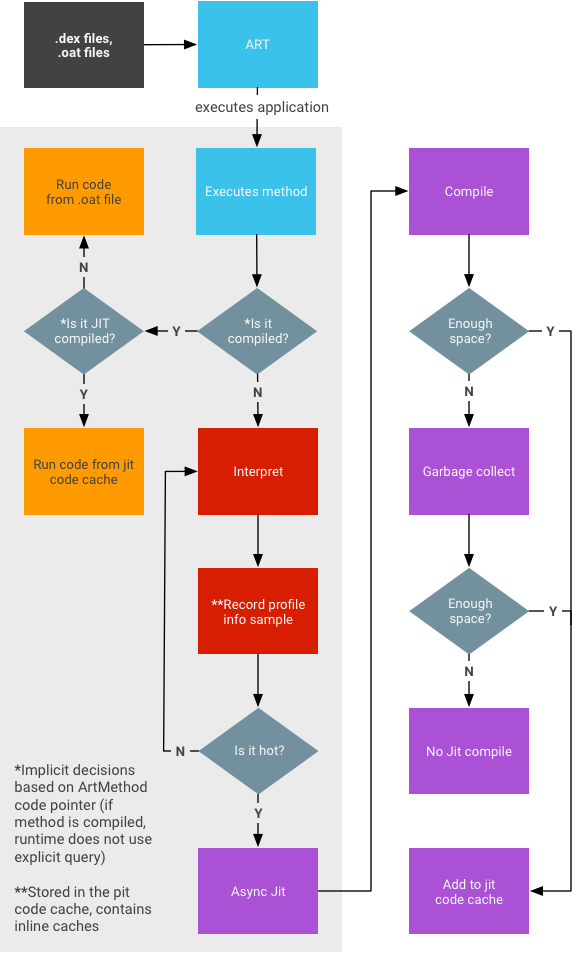 .dex files,
.oat files
ART
executes application
Run code
from .oat file
Executes method
Compile
N
*Is it JIT
compiled?
Y
*Is it
compiled?
Enough
space?
Y
Y
N
N
Run code from jit
code cache
Interpret
Garbage collect
**Record profile
info sample
Enough
space?
Y
N
N
Is it hot?
No Jit compile
Y
*Implicit decisions
based on ArtMethod
code pointer (if
method is compiled,
runtime does not use
explicit query)
**Stored in the pit
code cache, contains
inline caches
Async Jit
Add to jit
code cache